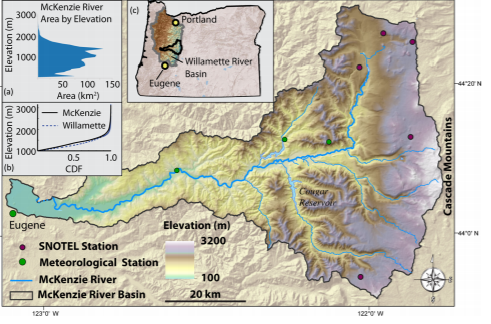 McKenzie River
Area by Elevation
3000
2000
1000
Elevation (m)
0 50 100 150
Area (km²)
(a)
3000
2000
1000
Elevation (m)
McKenzie
Willamette
0.5 1.0
CDF
(b)
(c)
Portland
Willamette River
Basin
Eugene
44°20' N
44°0' N
Cascade Mountains
Cougar
Reservoir
Eugene
Elevation (m)
3200
100
20 km
SNOTEL Station
Meteorological Station
McKenzie River
McKenzie River Basin
N
123°0' W 122°0' W